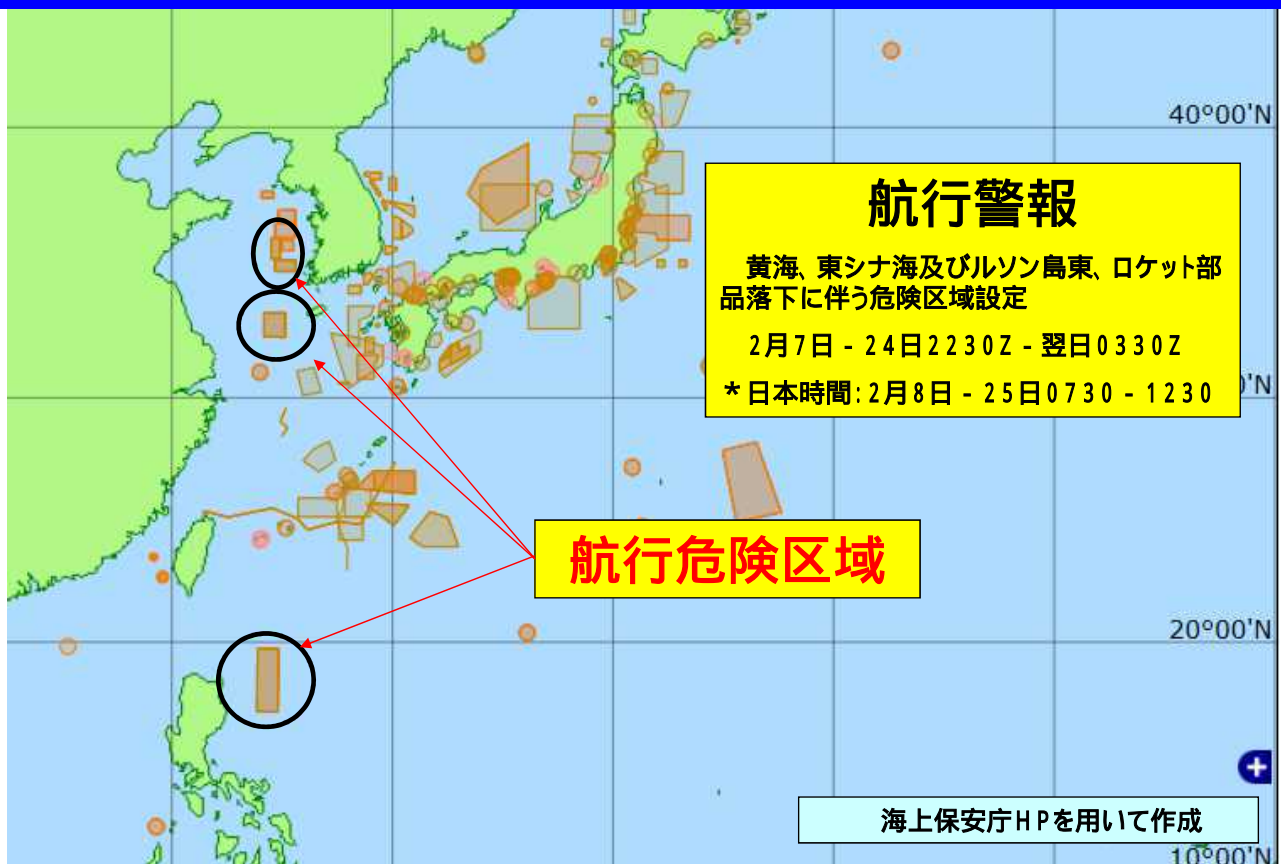 40°00'N
航行警報
黄海、東シナ海及びルソン島東、ロケット部
品落下に伴う危険区域設定
2月7日-24日2230Z-翌日0330Z
*日本時間:2月8日-25日0730-1230
0'N
航行危険区域
20°00'N
海上保安庁HPを用いて作成
10°00'N